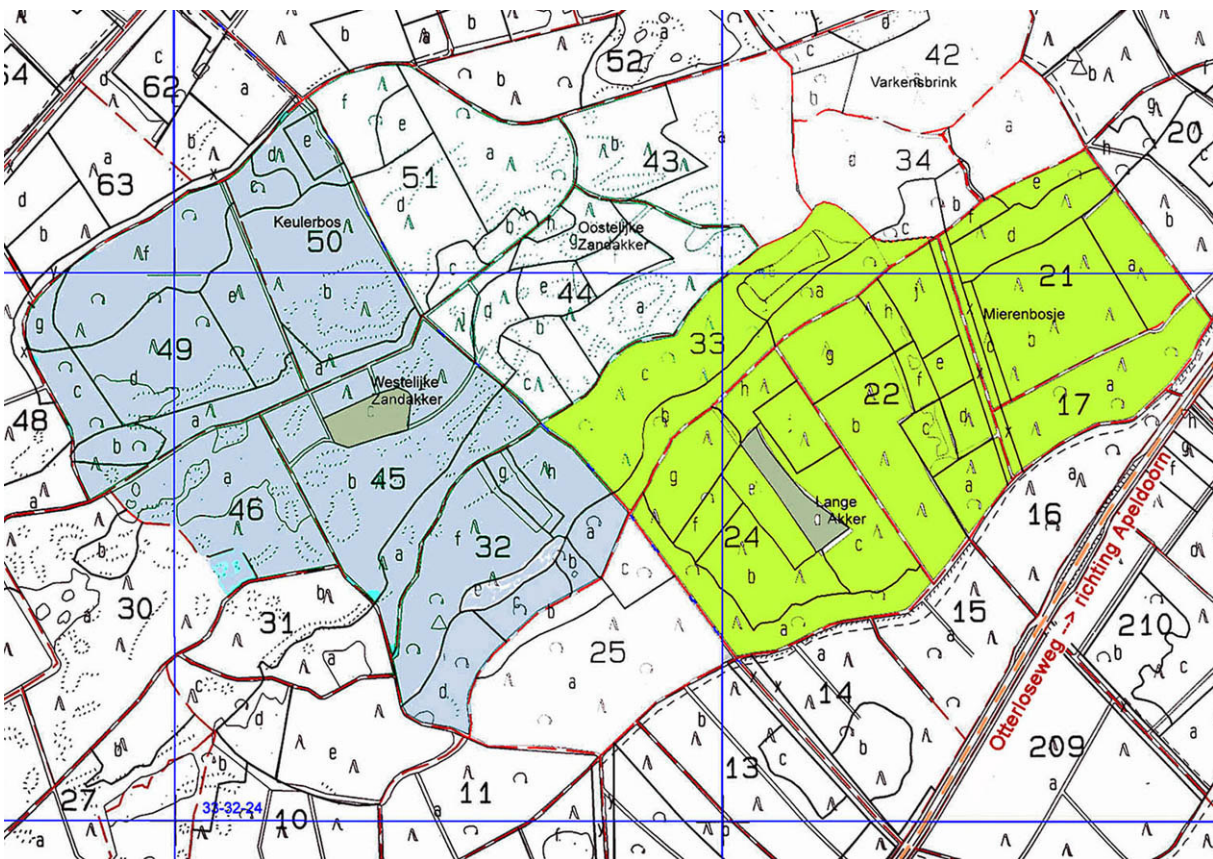 b
a
c
52
a
d
c
42
Varkensbrink
64
62
d
a
b
b
b
g
20
f
e
e
a
b
43
a
a
34
h
d
63
b
d
51
e
b
d
Keulerbos
50
b
h
g
Oostelijke
Zandakker
c
f
d
21
a
c
f
e
b
c
d
e
44
b
a
33
Mierenbosje
g
49
d
c
a
Westelijke
Zandakker
c
h
g
22
e
f
b
17
a
48
b
a
a
46
b
45
g
h
f
32
a
g
e
f
24
Lange
Akker
c
d
a
16
a
h
g
b
30
a
b
31
a
e
b
c
b
25
a
b
a
15
210
b
c
Otterloseweg --> richting Apeldoorn
a
14
b
c
d
d
b
27
e
11
a
b
13
c
209
33-32-24
10
a
f
y
b